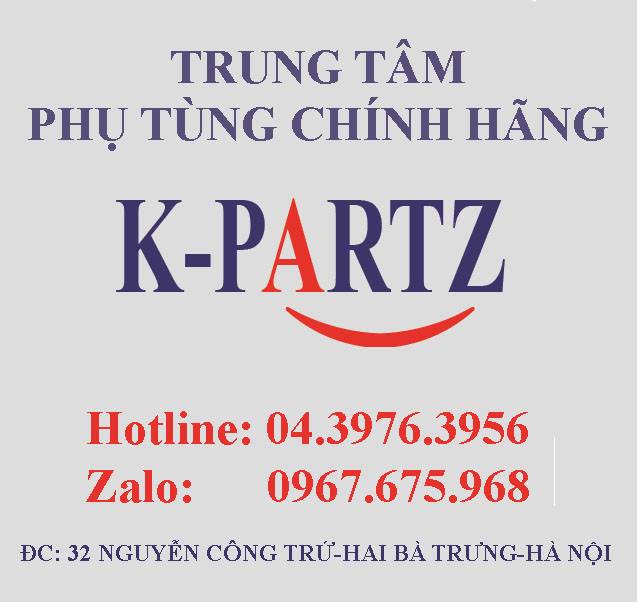 TRUNG TÂM
PHỤ TÙNG CHÍNH HÃNG
K-PARTZ
Hotline: 04.3976.3956
Zalo: 0967.675.968
ĐC: 32 NGUYỄN CÔNG TRỨ-HAI BÀ TRƯNG-HÀ NỘI